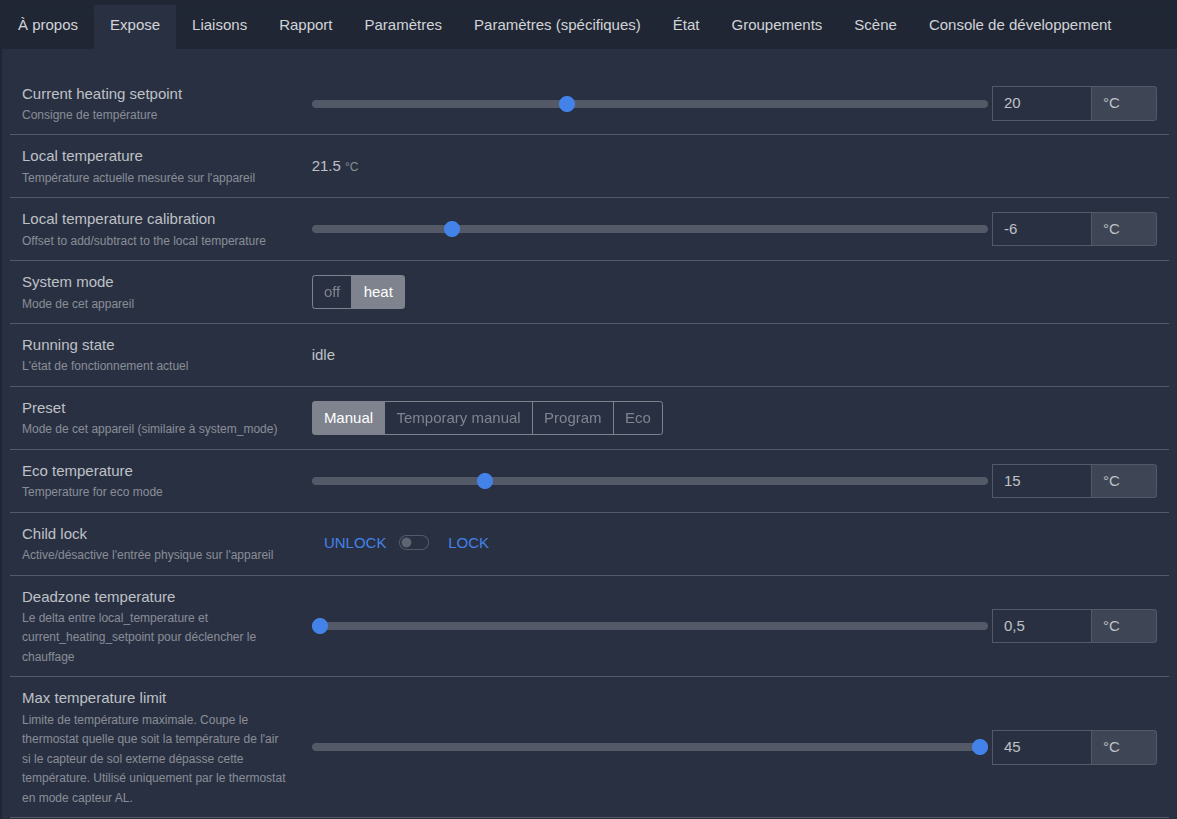 À propos Expose Liaisons Rapport Paramètres Paramètres (spécifiques) État Groupements Scène Console de développement
Current heating setpoint
Consigne de température
20 °C
Local temperature
Température actuelle mesurée sur l'appareil
21.5 °C
Local temperature calibration
Offset to add/subtract to the local temperature
-6 °C
System mode
Mode de cet appareil
off heat
Running state
L'état de fonctionnement actuel
idle
Preset
Mode de cet appareil (similaire à system_mode)
Manual Temporary manual Program Eco
Eco temperature
Temperature for eco mode
15 °C
Child lock
Active/désactive l'entrée physique sur l'appareil
UNLOCK LOCK
Deadzone temperature
Le delta entre local_temperature et
current_heating_setpoint pour déclencher le
chauffage
0,5 °C
Max temperature limit
Limite de température maximale. Coupe le
thermostat quelle que soit la température de l'air
si le capteur de sol externe dépasse cette
température. Utilisé uniquement par le thermostat
en mode capteur AL.
45 °C